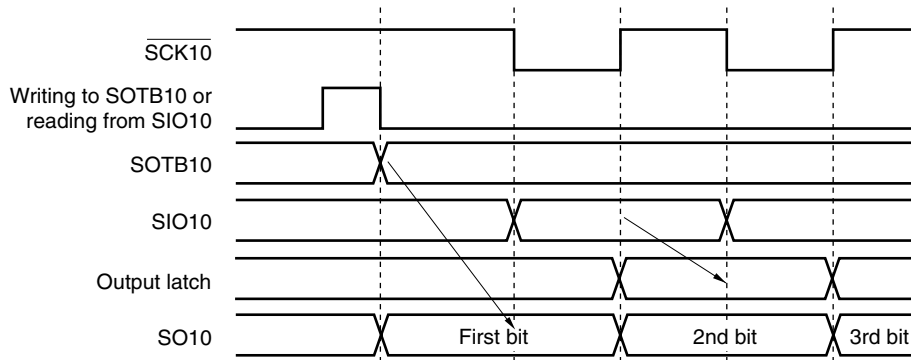 SCK10
Writing to SOTB10 or
reading from SIO10
SOTB10
SIO10
Output latch
SO10
First bit
2nd bit
3rd bit